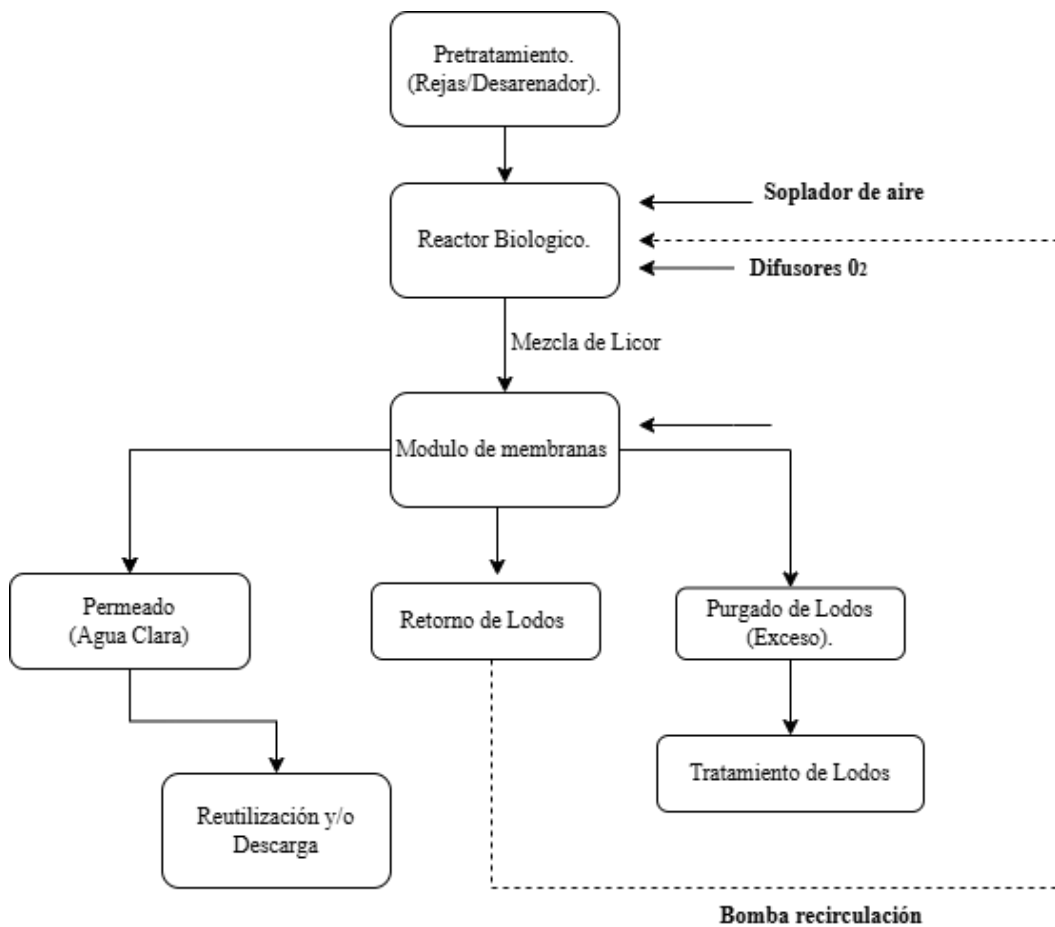 Pretratamiento.
(Rejas/Desarenador).
Soplador de aire
Reactor Biologico.
Difusores 02
Mezcla de Licor
Modulo de membranas
Permeado
(Agua Clara)
Retorno de Lodos
Purgado de Lodos
(Exceso).
Tratamiento de Lodos
Reutilización y/o
Descarga
Bomba recirculación